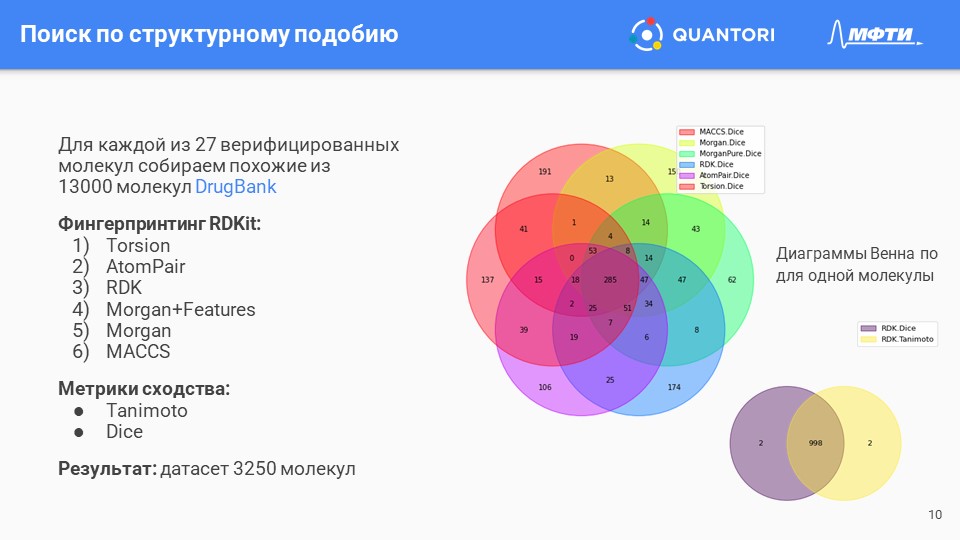 Поиск по структурному подобию
QUANTORI
МФТИ
Для каждой из 27 верифицированных
молекул собираем похожие из
13000 молекул DrugBank
Фингерпринтинг RDKit:
1) Torsion
2) AtomPair
3) RDK
4) Morgan+Features
5) Morgan
6) MACCS
Метрики сходства:
● Tanimoto
● Dice
Результат: датасет 3250 молекул
MACCS.Dice
Morgan.Dice
MorganPure.Dice
RDK.Dice
AtomPair.Dice
Torsion.Dice
191
13
15
41
1
4
14
43
53
8
0
14
137
15
18
285
47
47
62
2
25
51
34
39
19
7
6
8
106
25
174
Диаграммы Венна по
для одной молекулы
RDK.Dice
RDK.Tanimoto
2
998
2
10